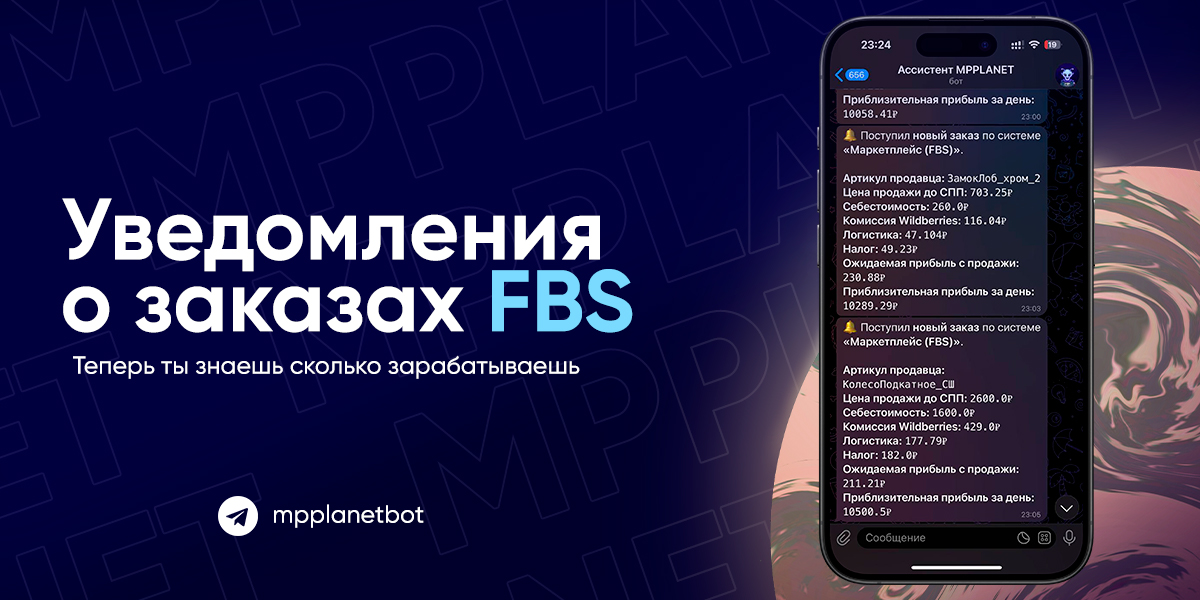 Уведомления
о заказах FBS
Теперь ты знаешь сколько зарабатываешь
mpplanetbot
MPPLANET
MPPLANET
MPPLANET
MPPLANET
23:24
19
656
Ассистент MPPLANET
бот
Приблизительная прибыль за день:
10058.41₽
23:00
🔔 Поступил новый заказ по системе
«Маркетплейс (FBS)».
Артикул продавца: ЗамокЛоб_хром_2
Цена продажи до СПП: 703.25₽
Себестоимость: 260.0₽
Комиссия Wildberries: 116.04₽
Логистика: 47.104₽
Налог: 49.23₽
Ожидаемая прибыль с продажи:
230.88₽
Приблизительная прибыль за день:
10289.29₽
23:03
🔔 Поступил новый заказ по системе
«Маркетплейс (FBS)».
Артикул продавца:
КолесоПодкатное_СШ
Цена продажи до СПП: 2600.0₽
Себестоимость: 1600.0₽
Комиссия Wildberries: 429.0₽
Логистика: 177.79₽
Налог: 182.0₽
Ожидаемая прибыль с продажи:
211.21₽
Приблизительная прибыль за день:
10500.5₽
23:05
Сообщение